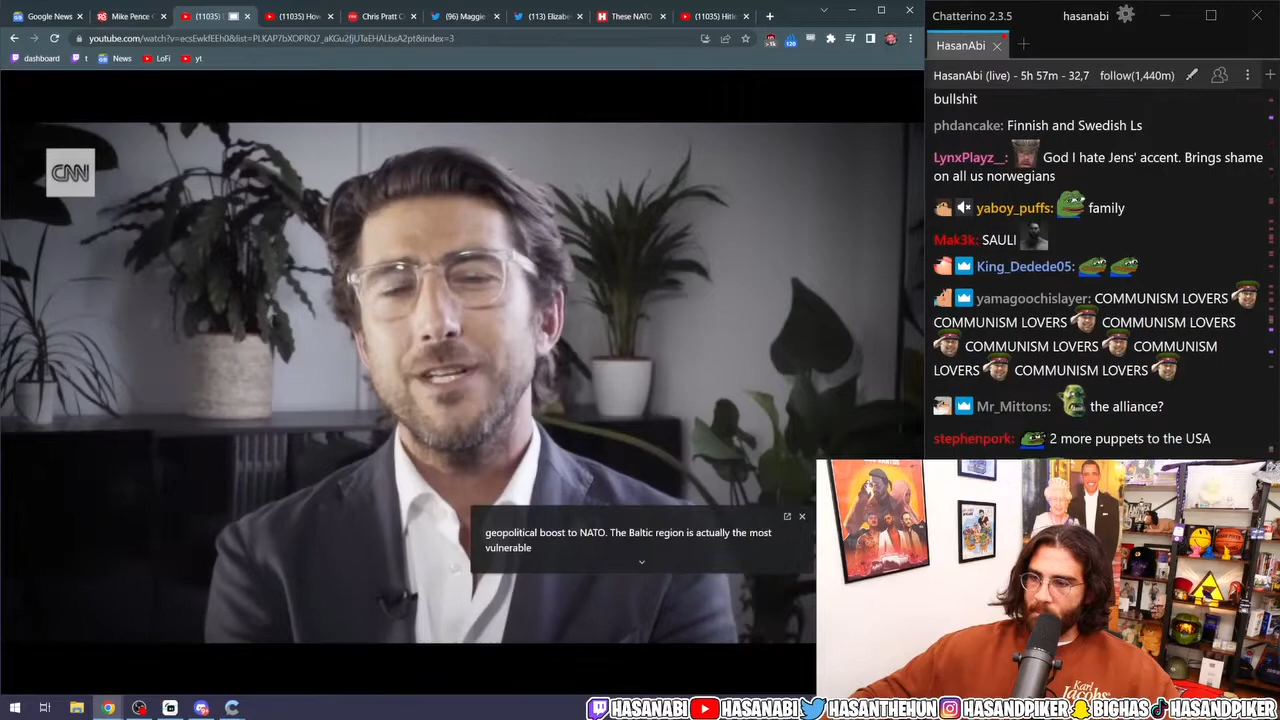 Google News
Mike Pence
(11035)
(11035) How
Chris Pratt C
(96) Maggie
(113) Elizabe
These NATO
(11035) Hitle
youtube.com/watch?v=ecsEwkfEEh0&list=PLKAP7bXOPRL_aKGu2fjUTaEHALbsA2pt&index=3
dashboard
t
News
LoFi
yt
CNN
geopolitical boost to NATO. The Baltic region is actually the most
vulnerable
Chatterino 2.3.5
hasanabi
HasanAbi
HasanAbi (live) - 5h 57m - 32,7
follow(1,440m)
bullshit
phdancake: Finnish and Swedish Ls
LynxPlayz__: God I hate Jens' accent. Brings shame
on all us norwegians
yaboy_puffs: family
Mak3k: SAULI
King_Dedede05:
yamagoochislayer: COMMUNISM LOVERS
COMMUNISM LOVERS COMMUNISM LOVERS
COMMUNISM LOVERS COMMUNISM
LOVERS COMMUNISM LOVERS
Mr_Mittons: the alliance?
stephenpork: 2 more puppets to the USA
Karl
Jacobs
HASANABI HASANABI HASANTHEHUN HASANDPIKER BIGHAS HASANDPIKER